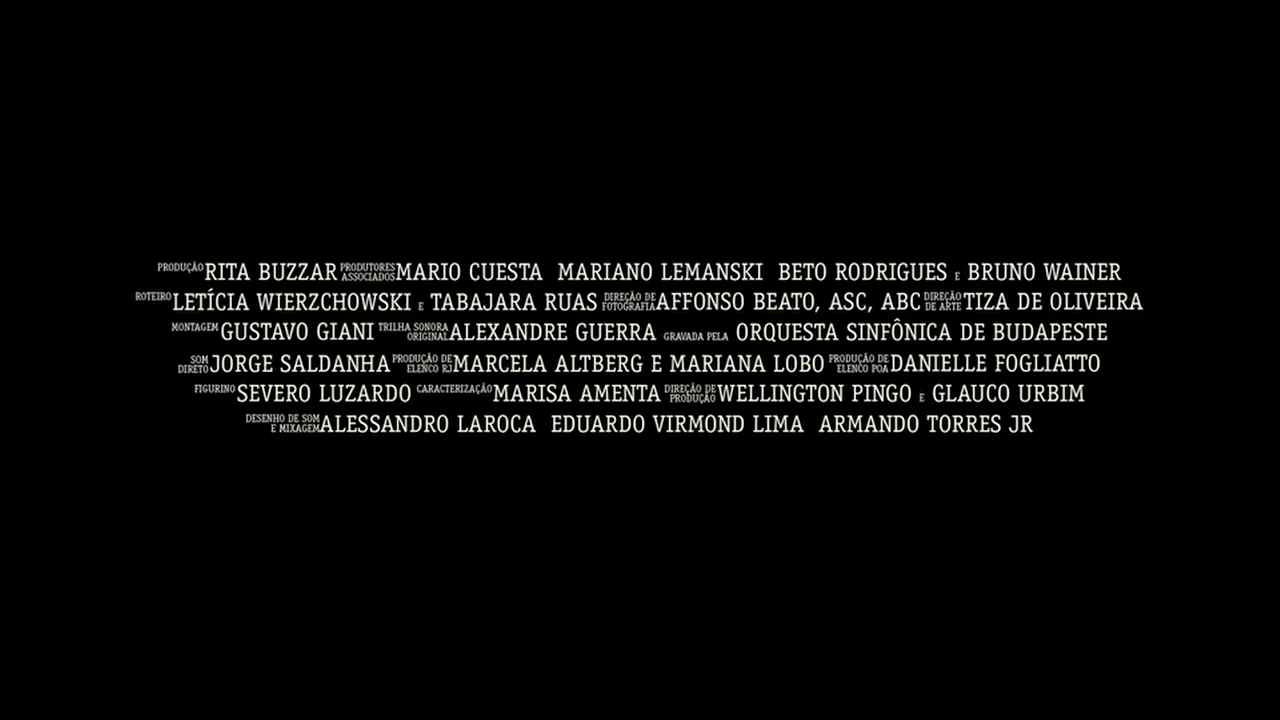 PRODUÇÃO RITA BUZZAR PRODUTORES ASSOCIADOS MARIO CUESTA MARIANO LEMANSKI BETO RODRIGUES E BRUNO WAINER
ROTEIRO LETÍCIA WIERZCHOWSKI E TABAJARA RUAS DIREÇÃO DE FOTOGRAFIA AFFONSO BEATO, ASC, ABC DIREÇÃO DE ARTE TIZA DE OLIVEIRA
MONTAGEM GUSTAVO GIANI TRILHA SONORA ORIGINAL ALEXANDRE GUERRA GRAVADA PELA ORQUESTA SINFÔNICA DE BUDAPESTE
SOM DIRETO JORGE SALDANHA PRODUÇÃO DE ELENCO RJ MARCELA ALTBERG E MARIANA LOBO PRODUÇÃO DE ELENCO POA DANIELLE FOGLIATTO
FIGURINO SEVERO LUZARDO CARACTERIZAÇÃO MARISA AMENTA DIREÇÃO DE PRODUÇÃO WELLINGTON PINGO E GLAUCO URBIM
DESENHO DE SOM E MIXAGEM ALESSANDRO LAROCA EDUARDO VIRMOND LIMA ARMANDO TORRES JR